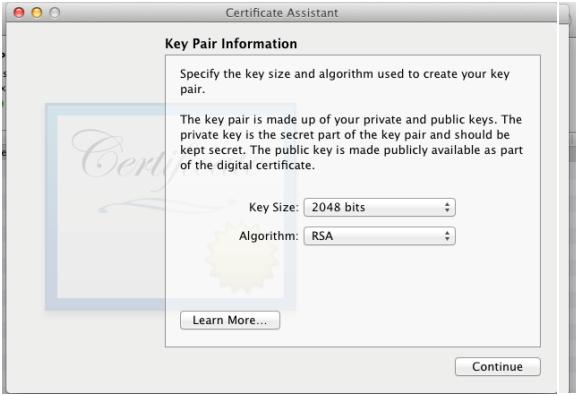 Certificate Assistant
Key Pair Information
Specify the key size and algorithm used to create your key
pair.
The key pair is made up of your private and public keys. The
private key is the secret part of the key pair and should be
kept secret. The public key is made publicly available as part
of the digital certificate.
Key Size: 2048 bits
Algorithm: RSA
Learn More...
Continue